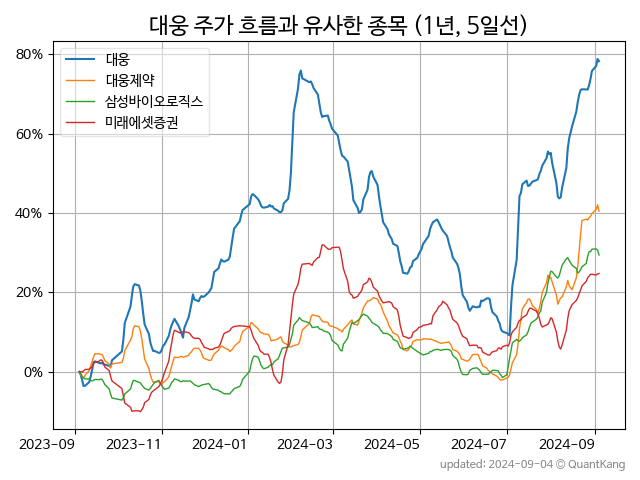 대웅 주가 흐름과 유사한 종목 (1년, 5일선)
대웅
대웅제약
삼성바이오로직스
미래에셋증권
80%
60%
40%
20%
0%
2023-09 2023-11 2024-01 2024-03 2024-05 2024-07 2024-09
updated: 2024-09-04 © QuantKang